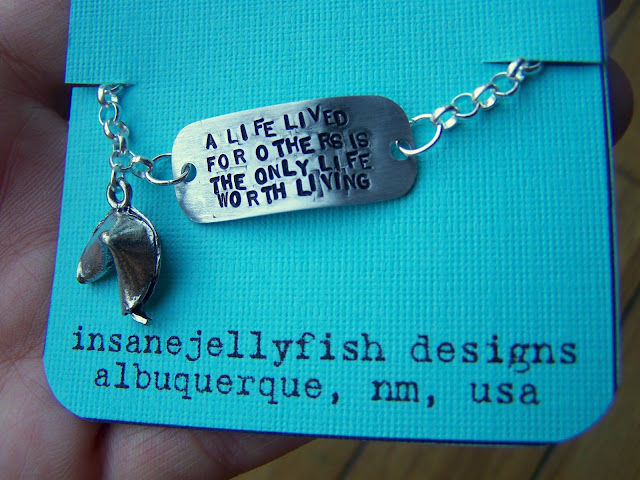 A LIFE LIVED
FOR OTHERS IS
THE ONLY LIFE
WORTH LIVING
insanejellyfish designs
albuquerque, nm, usa